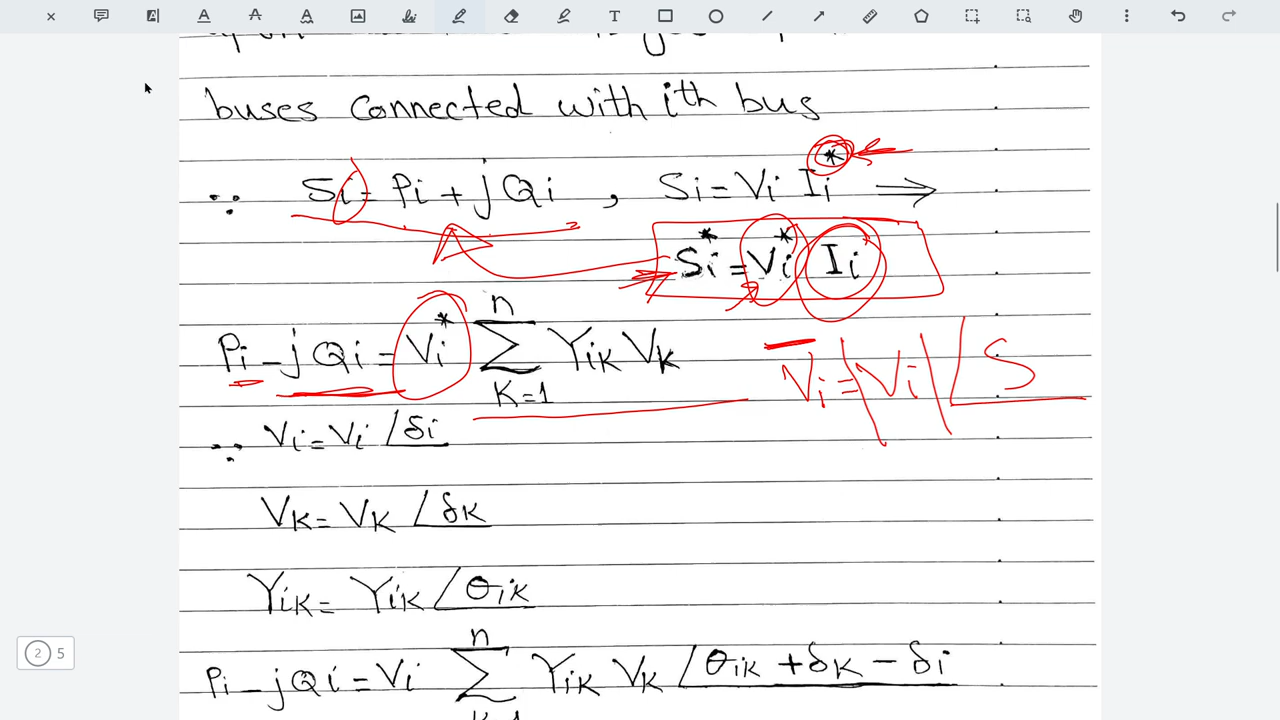 buses connected with ith bus
∵ Si = Pi + jQi , Si = Vi Ii* →
Si* = Vi* Ii
Pi - jQi = Vi* n∑K=1 YiK VK
Vi = |Vi| ∠δ
∵ Vi = Vi ∠δi
VK = VK ∠δK
YiK = YiK ∠θiK
Pi - jQi = Vi n∑ YiK VK ∠θiK + δK - δi
2 5